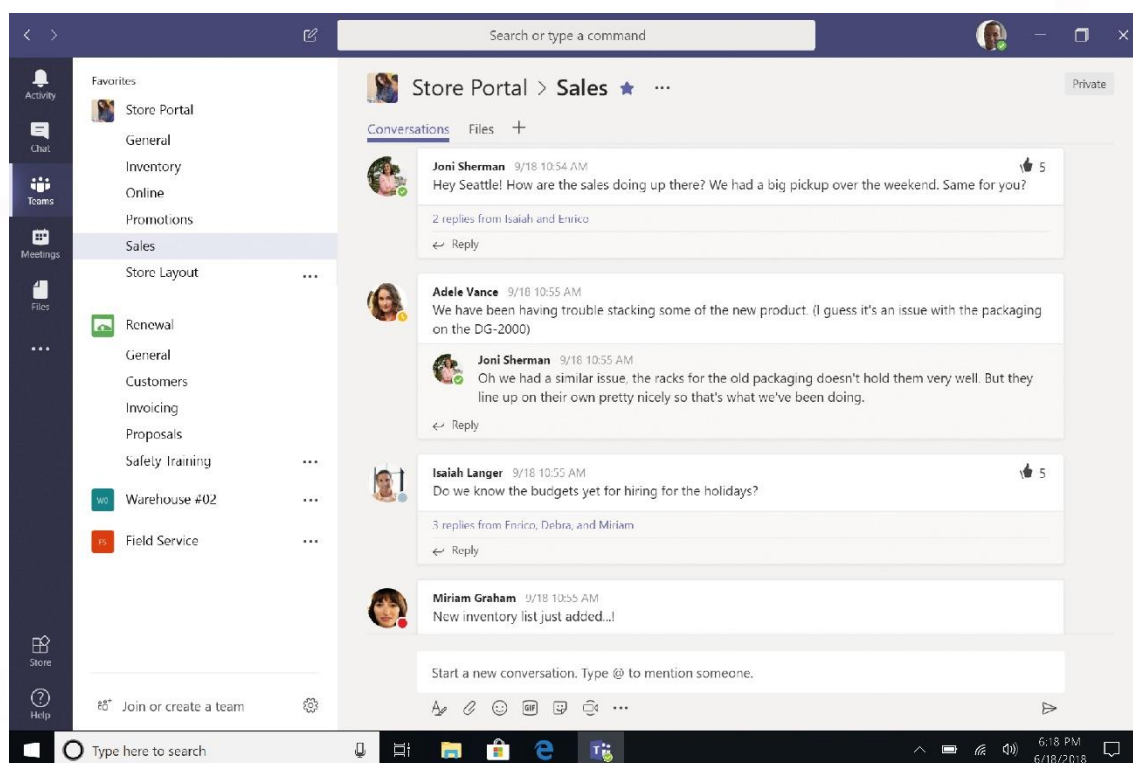 Search or type a command
Activity
Chat
Teams
Meetings
Files
Store
Help
Favorites
Store Portal
General
Inventory
Online
Promotions
Sales
Store Layout
Renewal
General
Customers
Invoicing
Proposals
Safety Training
Warehouse #02
FS
Field Service
Join or create a team
Store Portal > Sales
Private
Conversations Files
Joni Sherman 9/18 10:54 AM
5
Hey Seattle! How are the sales doing up there? We had a big pickup over the weekend. Same for you?
2 replies from Isaiah and Enrico
Reply
Adele Vance 9/18 10:55 AM
We have been having trouble stacking some of the new product. (I guess it's an issue with the packaging
on the DG-2000)
Joni Sherman 9/18 10:55 AM
Oh we had a similar issue, the racks for the old packaging doesn't hold them very well. But they
line up on their own pretty nicely so that's what we've been doing.
Reply
Isaiah Langer 9/18 10:55 AM
5
Do we know the budgets yet for hiring for the holidays?
3 replies from Enrico, Debra, and Miriam
Reply
Miriam Graham 9/18 10:55 AM
New inventory list just added...!
Start a new conversation. Type @ to mention someone.
GIF
Type here to search
6:18 PM
6/18/2018